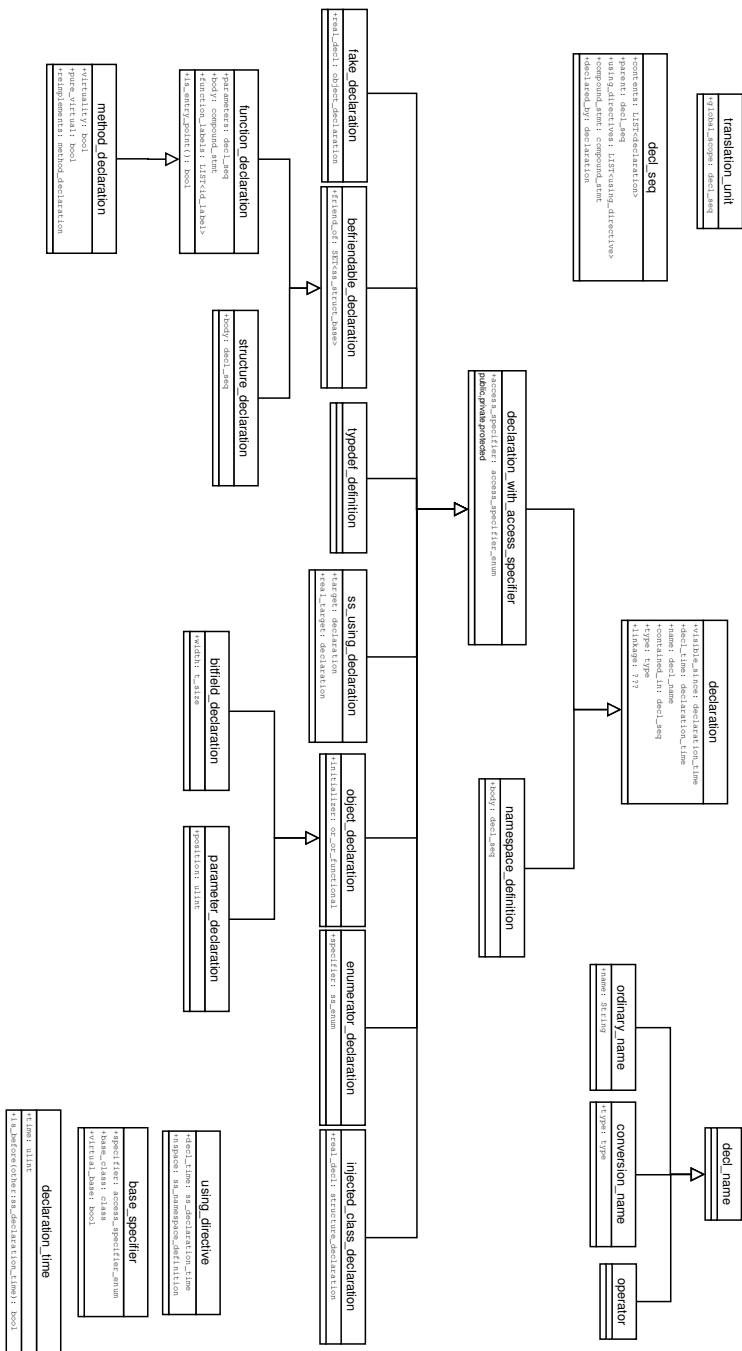 translation_unit
+global_scope: decl_seq
decl_seq
+contents: LIST<declaration>
+parent: decl_seq
+using_directives: LIST<using_directive>
+compound_stmt: compound_stmt
+declared_by: declaration
declaration
+visible_since: declaration_time
+decl_time: declaration_time
+name: decl_name
+contained_in: decl_seq
+type: type
+linkage: ???
decl_name
ordinary_name
+name: String
conversion_name
+type: type
operator
declaration_with_access_specifier
+access_specifier: access_specifier_enum
public,private,protected
namespace_definition
+body: decl_seq
fake_declaration
+real_decl: object_declaration
befriendable_declaration
+friend_of: SET<ss_struct_base>
typedef_definition
ss_using_declaration
+target: declaration
+real_target: declaration
object_declaration
+initializer: or_or_functional
enumerator_declaration
+specifier: ss_enum
injected_class_declaration
+real_decl: structure_declaration
function_declaration
+parameters: decl_seq
+body: compound_stmt
+function_labels: LIST<id_label>
+is_entry_point(): bool
structure_declaration
+body: decl_seq
bitfield_declaration
+width: t_size
parameter_declaration
+position: ulint
method_declaration
+virtuality: bool
+pure_virtual: bool
+reimplements: method_declaration
using_directive
+decl_time: ss_declaration_time
+nspace: ss_namespace_definition
base_specifier
+specifier: access_specifier_enum
+base_class: class
+virtual_base: bool
declaration_time
+time: ulint
+is_before(other:ss_declaration_time): bool